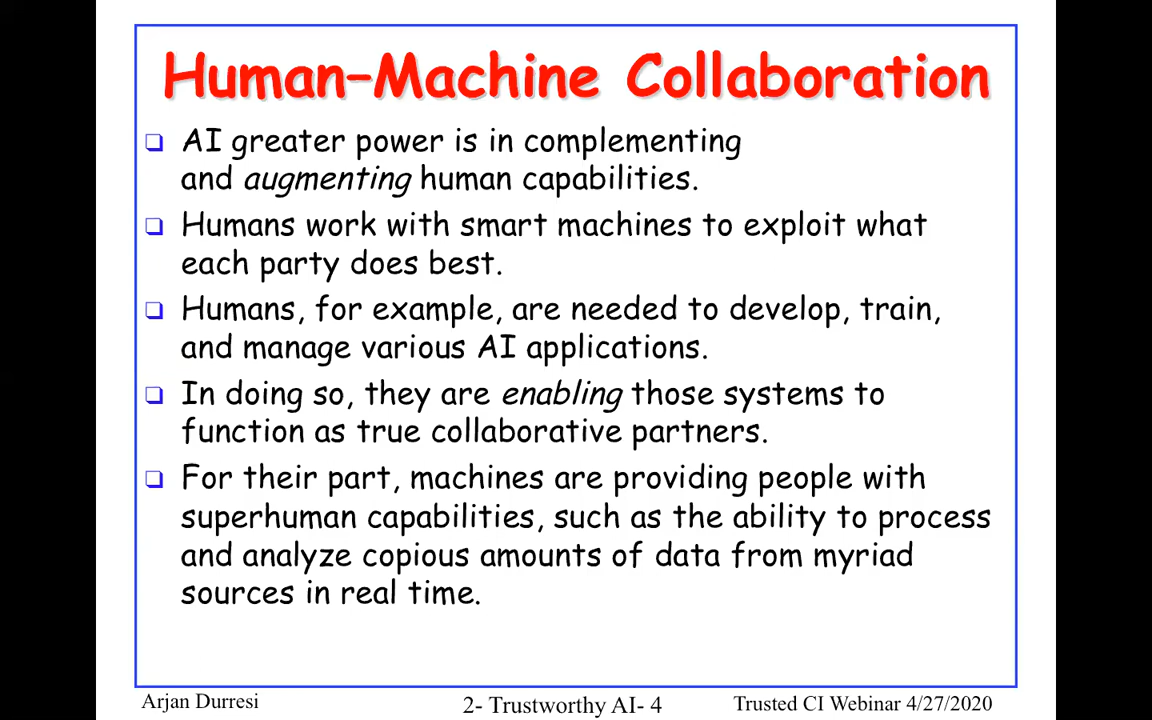 Human–Machine Collaboration
❑ AI greater power is in complementing
and augmenting human capabilities.
❑ Humans work with smart machines to exploit what
each party does best.
❑ Humans, for example, are needed to develop, train,
and manage various AI applications.
❑ In doing so, they are enabling those systems to
function as true collaborative partners.
❑ For their part, machines are providing people with
superhuman capabilities, such as the ability to process
and analyze copious amounts of data from myriad
sources in real time.
Arjan Durresi
2- Trustworthy AI- 4
Trusted CI Webinar 4/27/2020